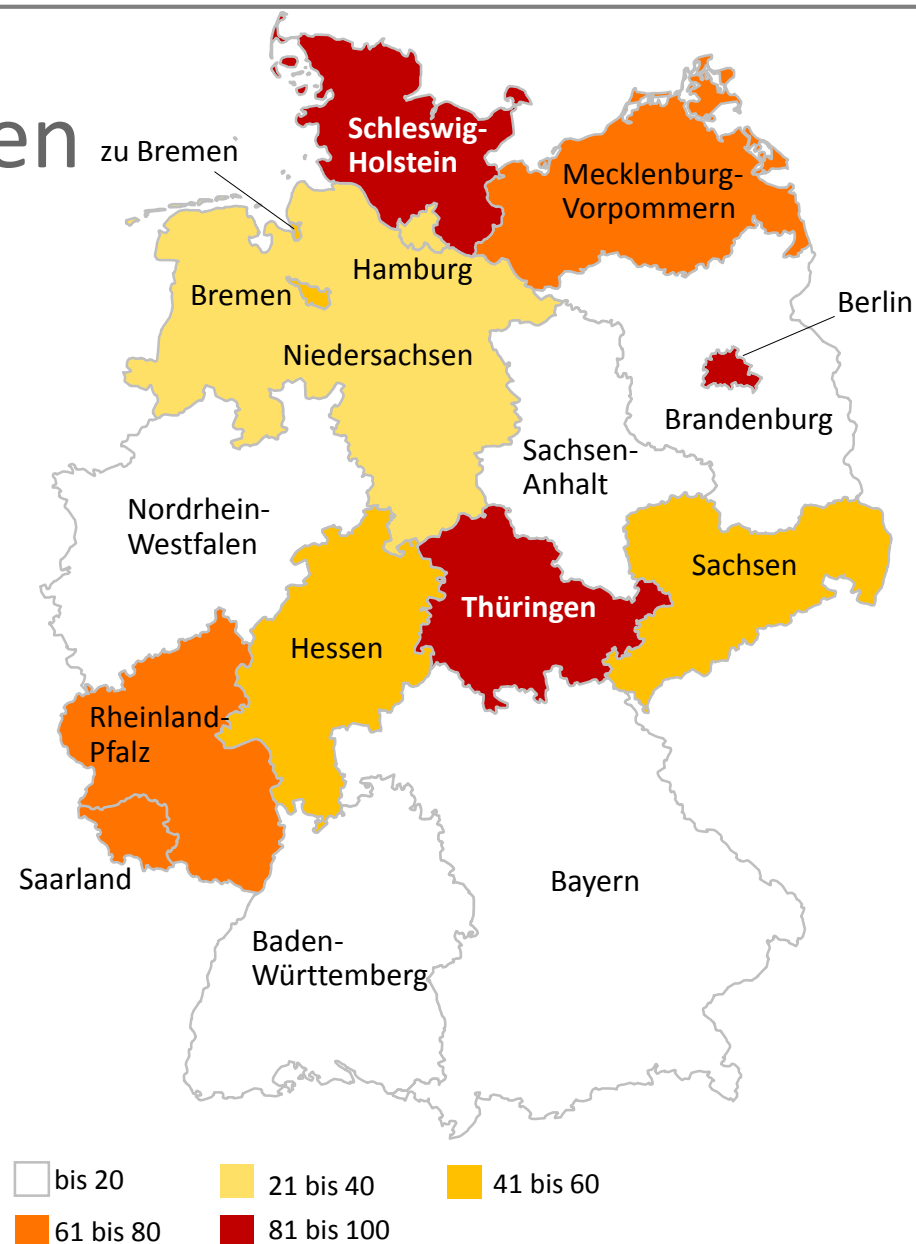 en
zu Bremen
Schleswig-
Holstein
Mecklenburg-
Vorpommern
Hamburg
Bremen
Berlin
Niedersachsen
Brandenburg
Sachsen-
Anhalt
Nordrhein-
Westfalen
Sachsen
Thüringen
Hessen
Rheinland-
Pfalz
Saarland
Bayern
Baden-
Württemberg
bis 20
21 bis 40
41 bis 60
61 bis 80
81 bis 100